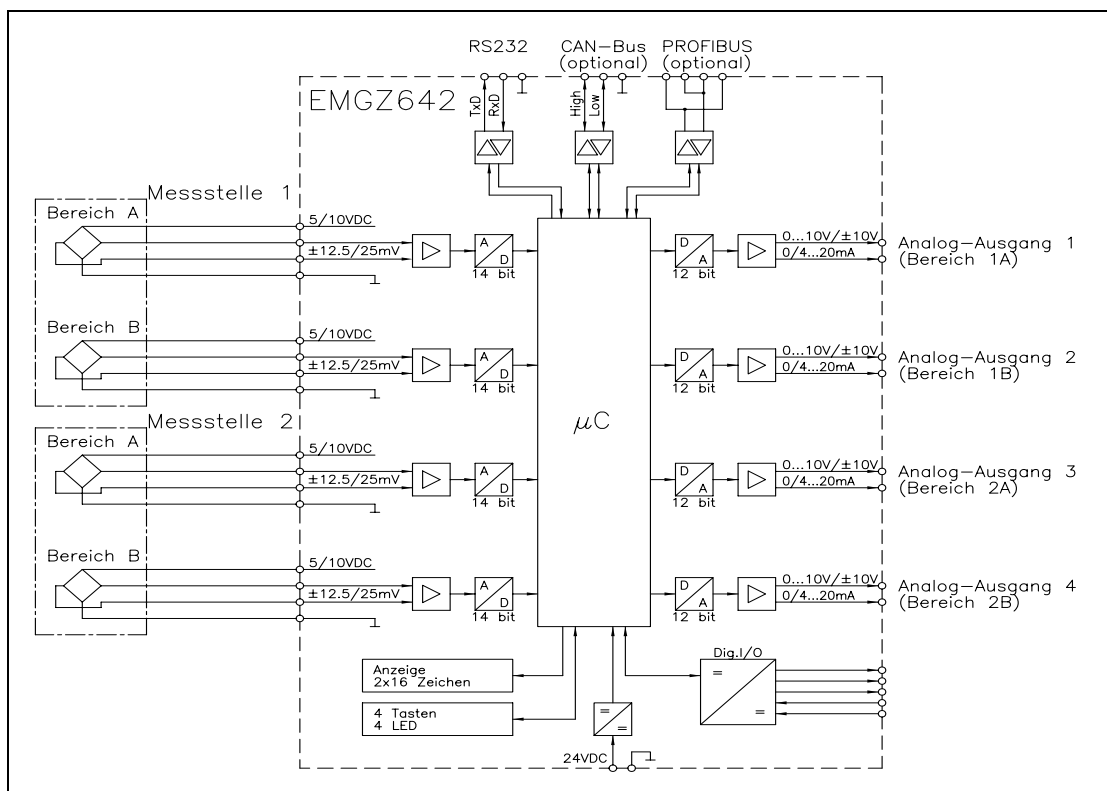 RS232
CAN-Bus
(optional)
PROFIBUS
(optional)
EMGZ642
TxD
RxD
High
Low
Messstelle 1
Bereich A
5/10VDC
±12.5/25mV
A
D
14 bit
D
A
12 bit
0...10V/±10V
0/4...20mA
Analog-Ausgang 1
(Bereich 1A)
Bereich B
5/10VDC
±12.5/25mV
A
D
14 bit
D
A
12 bit
0...10V/±10V
0/4...20mA
Analog-Ausgang 2
(Bereich 1B)
µC
Messstelle 2
Bereich A
5/10VDC
±12.5/25mV
A
D
14 bit
D
A
12 bit
0...10V/±10V
0/4...20mA
Analog-Ausgang 3
(Bereich 2A)
Bereich B
5/10VDC
±12.5/25mV
A
D
14 bit
D
A
12 bit
0...10V/±10V
0/4...20mA
Analog-Ausgang 4
(Bereich 2B)
Anzeige
2x16 Zeichen
4 Tasten
4 LED
24VDC
Dig.I/O